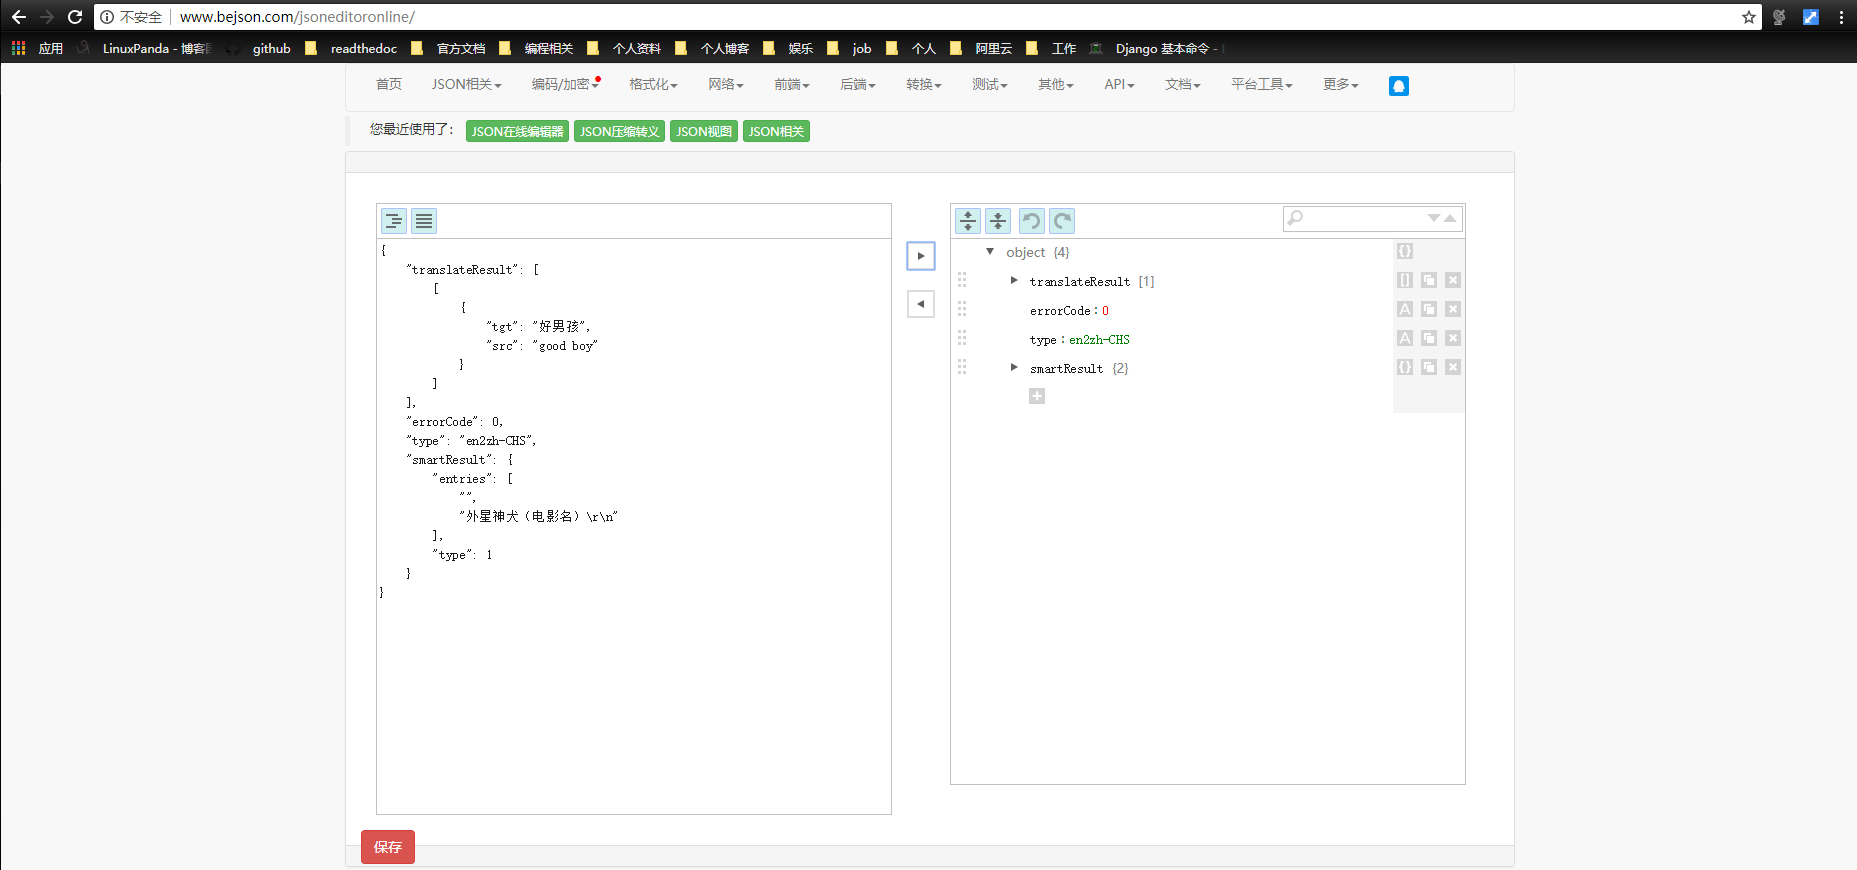 不安全 www.bejson.com/jsoneditoronline/
应用 LinuxPanda - 博客 github readthedoc 官方文档 编程相关 个人资料 个人博客 娱乐 job 个人 阿里云 工作 Django 基本命令 -
首页 JSON相关 编码/加密 格式化 网络 前端 后端 转换 测试 其他 API 文档 平台工具 更多
您最近使用了： JSON在线编辑器 JSON压缩转义 JSON视图 JSON相关
{
"translateResult": [
[
{
"tgt": "好男孩",
"src": "good boy"
}
]
],
"errorCode": 0,
"type": "en2zh-CHS",
"smartResult": {
"entries": [
"",
"外星神犬（电影名）\r\n"
],
"type": 1
}
}
object {4}
translateResult [1]
errorCode : 0
type : en2zh-CHS
smartResult {2}
保存